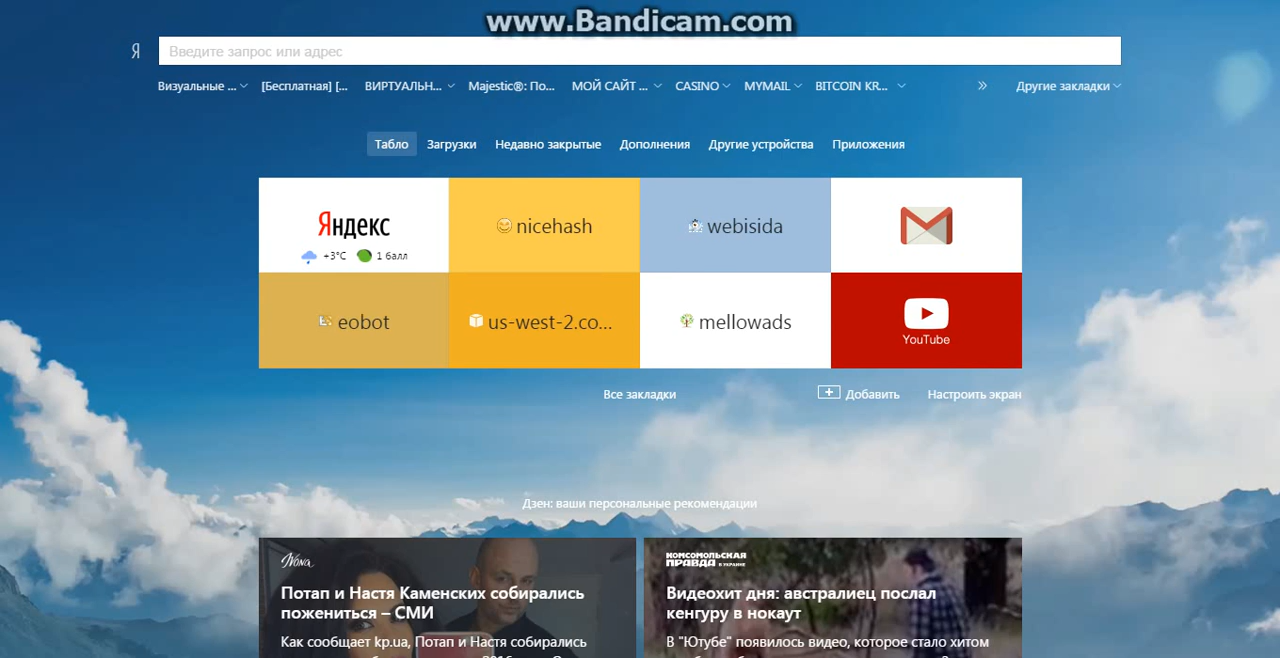 www.Bandicam.com
Я
Введите запрос или адрес
Визуальные ... [Бесплатная] [... ВИРТУАЛЬН... Majestic®: По... МОЙ САЙТ ... CASINO MYMAIL BITCOIN KR... » Другие закладки
Табло Загрузки Недавно закрытые Дополнения Другие устройства Приложения
Яндекс
+3°C 1 балл
nicehash
webisida
eobot
us-west-2.co...
mellowads
YouTube
Все закладки Добавить Настроить экран
Дзен: ваши персональные рекомендации
Nona
Потап и Настя Каменских собирались
пожениться – СМИ
Как сообщает kp.ua, Потап и Настя собирались
КОМСОМОЛЬСКАЯ
ПРАВДА В УКРАИНЕ
Видеохит дня: австралиец послал
кенгуру в нокаут
В "Ютубе" появилось видео, которое стало хитом